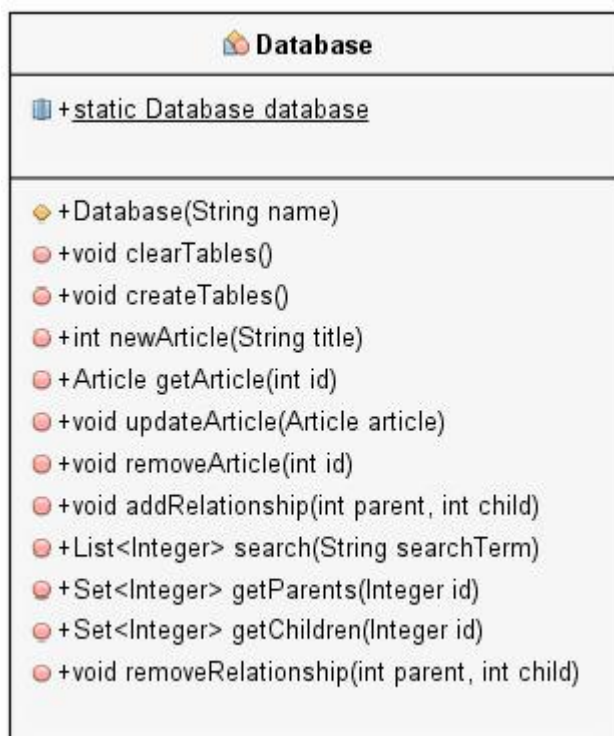 Database
+static Database database
+Database(String name)
+void clearTables()
+void createTables()
+int newArticle(String title)
+Article getArticle(int id)
+void updateArticle(Article article)
+void removeArticle(int id)
+void addRelationship(int parent, int child)
+List<Integer> search(String searchTerm)
+Set<Integer> getParents(Integer id)
+Set<Integer> getChildren(Integer id)
+void removeRelationship(int parent, int child)